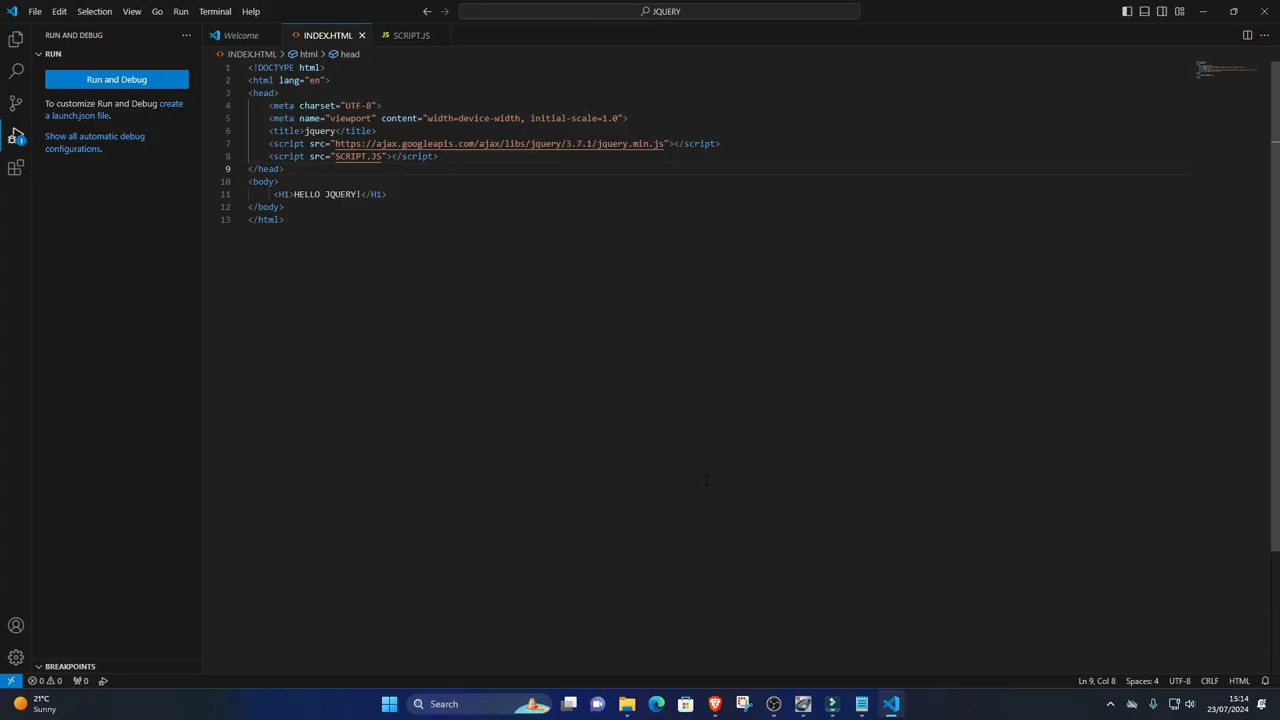 File Edit Selection View Go Run Terminal Help
JQUERY
RUN AND DEBUG
RUN
Run and Debug
To customize Run and Debug create
a launch.json file.
Show all automatic debug
configurations.
BREAKPOINTS
1
Welcome INDEX.HTML JS SCRIPT.JS
INDEX.HTML > html > head
1 <!DOCTYPE html>
2 <html lang="en">
3 <head>
4 <meta charset="UTF-8">
5 <meta name="viewport" content="width=device-width, initial-scale=1.0">
6 <title>jquery</title>
7 <script src="https://ajax.googleapis.com/ajax/libs/jquery/3.7.1/jquery.min.js"></script>
8 <script src="SCRIPT.JS"></script>
9 </head>
10 <body>
11 <H1>HELLO JQUERY!</H1>
12 </body>
13 </html>
0 0 0
Ln 9, Col 8 Spaces: 4 UTF-8 CRLF HTML
21°C
Sunny
Search
15:14
23/07/2024